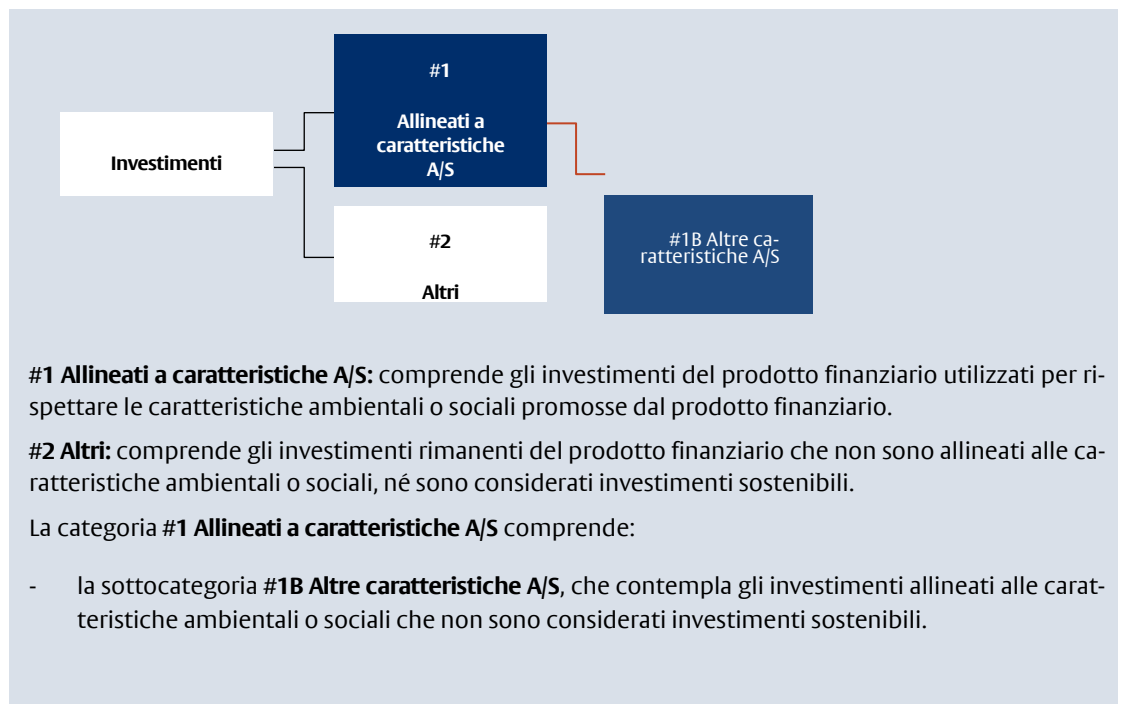 #1
Allineati a
caratteristiche
A/S
Investimenti
#2
Altri
#1B Altre ca-
ratteristiche A/S
#1 Allineati a caratteristiche A/S: comprende gli investimenti del prodotto finanziario utilizzati per ri-
spettare le caratteristiche ambientali o sociali promosse dal prodotto finanziario.
#2 Altri: comprende gli investimenti rimanenti del prodotto finanziario che non sono allineati alle ca-
ratteristiche ambientali o sociali, né sono considerati investimenti sostenibili.
La categoria #1 Allineati a caratteristiche A/S comprende:
- la sottocategoria #1B Altre caratteristiche A/S, che contempla gli investimenti allineati alle carat-
teristiche ambientali o sociali che non sono considerati investimenti sostenibili.